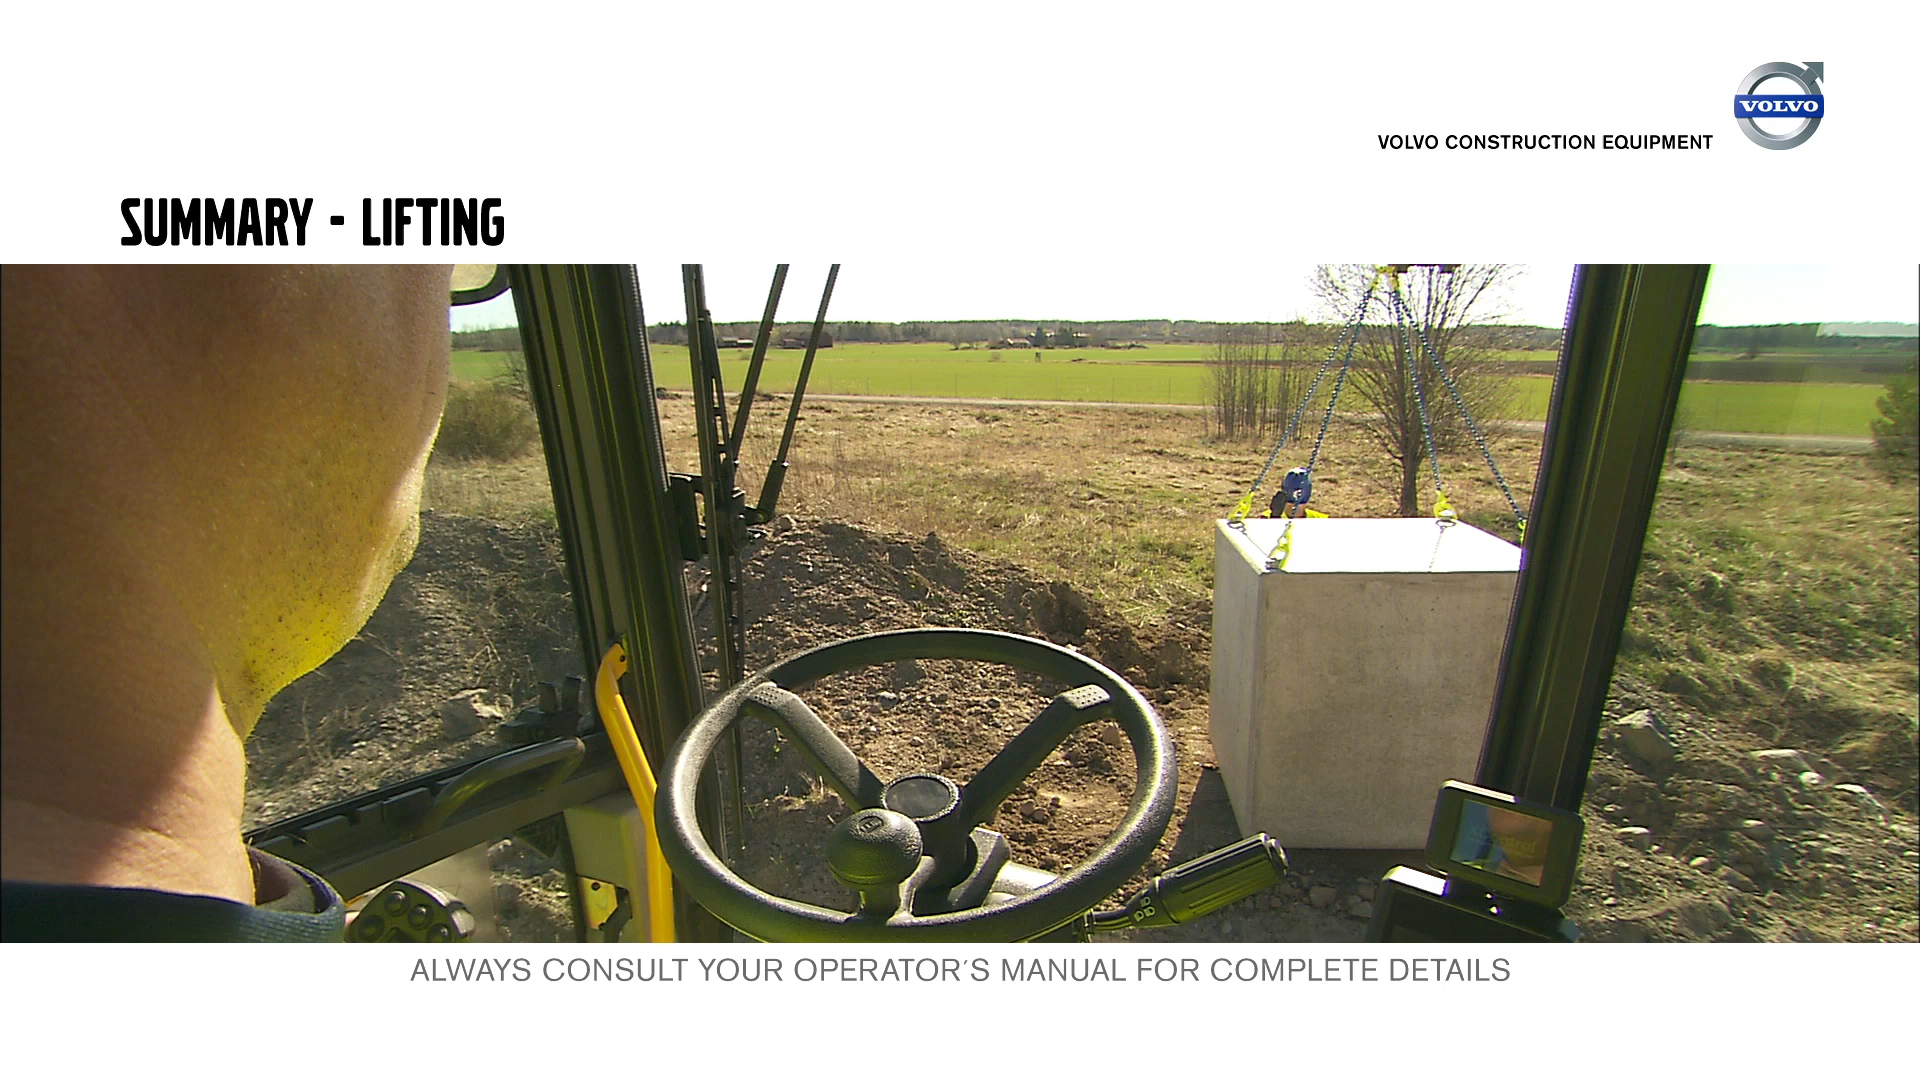 VOLVO
VOLVO CONSTRUCTION EQUIPMENT
SUMMARY - LIFTING
ALWAYS CONSULT YOUR OPERATOR´S MANUAL FOR COMPLETE DETAILS